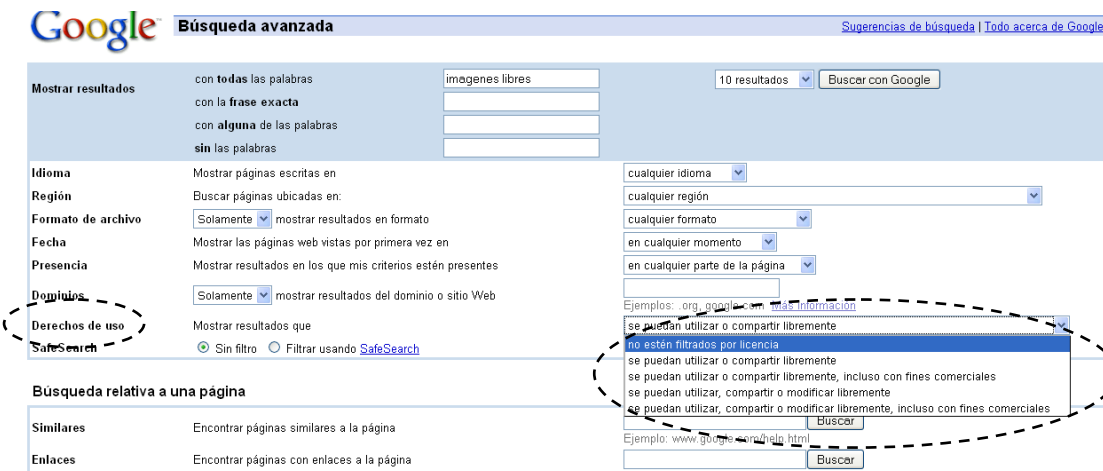 Google Búsqueda avanzada Sugerencias de búsqueda | Todo acerca de Google
Mostrar resultados con todas las palabras imagenes libres 10 resultados Buscar con Google
con la frase exacta
con alguna de las palabras
sin las palabras
Idioma Mostrar páginas escritas en cualquier idioma
Región Buscar páginas ubicadas en: cualquier región
Formato de archivo Solamente mostrar resultados en formato cualquier formato
Fecha Mostrar las páginas web vistas por primera vez en en cualquier momento
Presencia Mostrar resultados en los que mis criterios estén presentes en cualquier parte de la página
Dominios Solamente mostrar resultados del dominio o sitio Web
Ejemplos: .org, google.com Más Información
Derechos de uso Mostrar resultados que se puedan utilizar o compartir libremente
no estén filtrados por licencia
se puedan utilizar o compartir libremente
se puedan utilizar o compartir libremente, incluso con fines comerciales
se puedan utilizar, compartir o modificar libremente
se puedan utilizar, compartir o modificar libremente, incluso con fines comerciales
SafeSearch Sin filtro Filtrar usando SafeSearch
Búsqueda relativa a una página
Similares Encontrar páginas similares a la página Buscar
Ejemplo: www.google.com/help.html
Enlaces Encontrar páginas con enlaces a la página Buscar